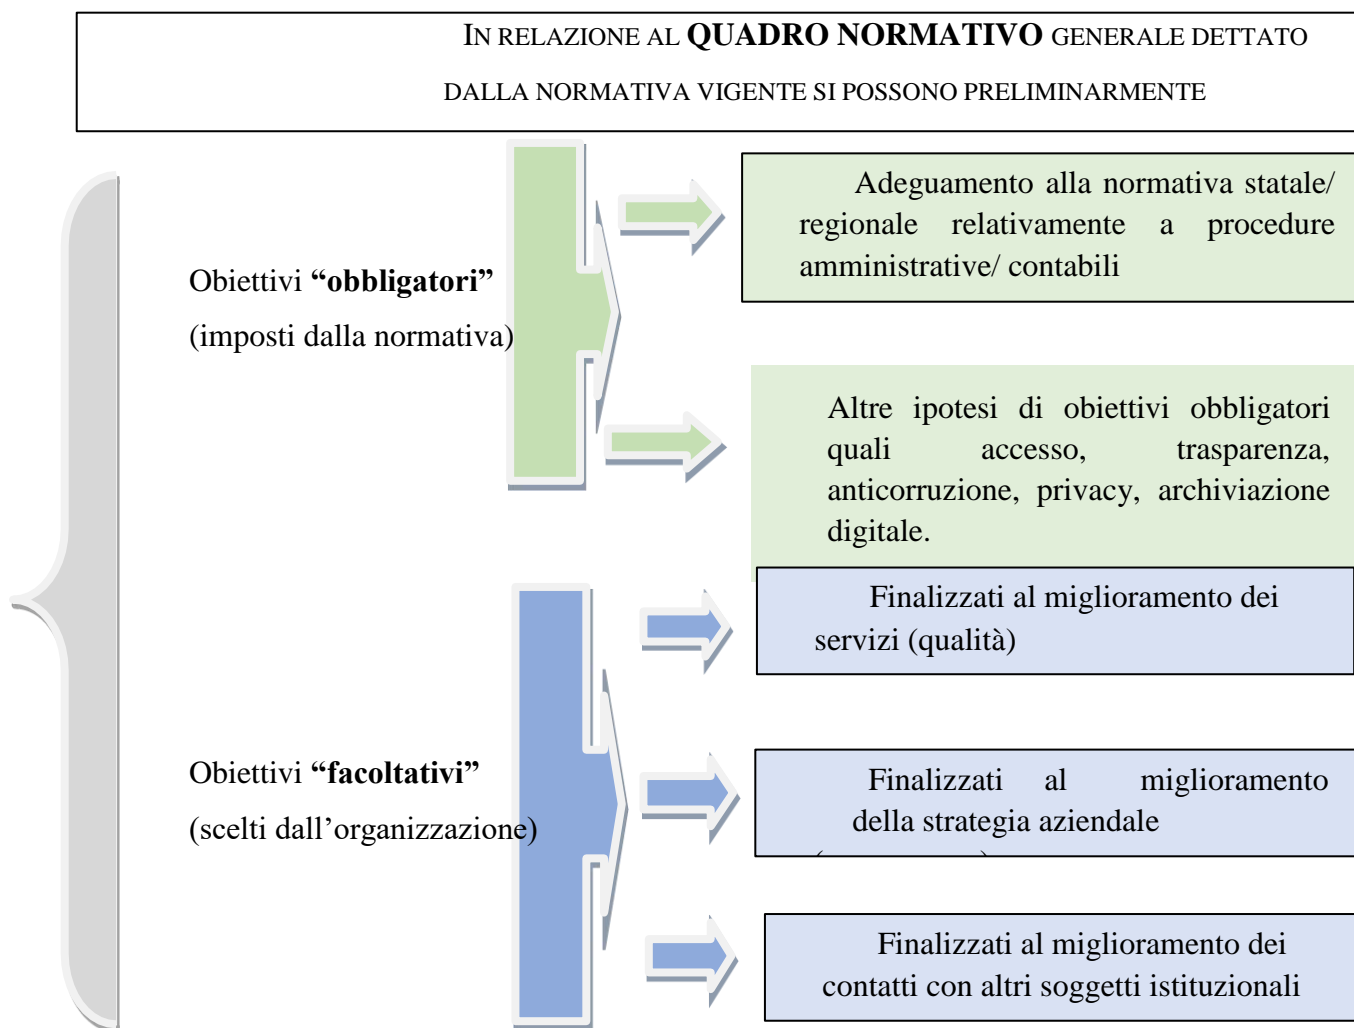 IN RELAZIONE AL QUADRO NORMATIVO GENERALE DETTATO
DALLA NORMATIVA VIGENTE SI POSSONO PRELIMINARMENTE
Obiettivi “obbligatori”
(imposti dalla normativa)
Adeguamento alla normativa statale/
regionale relativamente a procedure
amministrative/ contabili
Altre ipotesi di obiettivi obbligatori
quali accesso, trasparenza,
anticorruzione, privacy, archiviazione
digitale.
Obiettivi “facoltativi”
(scelti dall’organizzazione)
Finalizzati al miglioramento dei
servizi (qualità)
Finalizzati al miglioramento
della strategia aziendale
Finalizzati al miglioramento dei
contatti con altri soggetti istituzionali